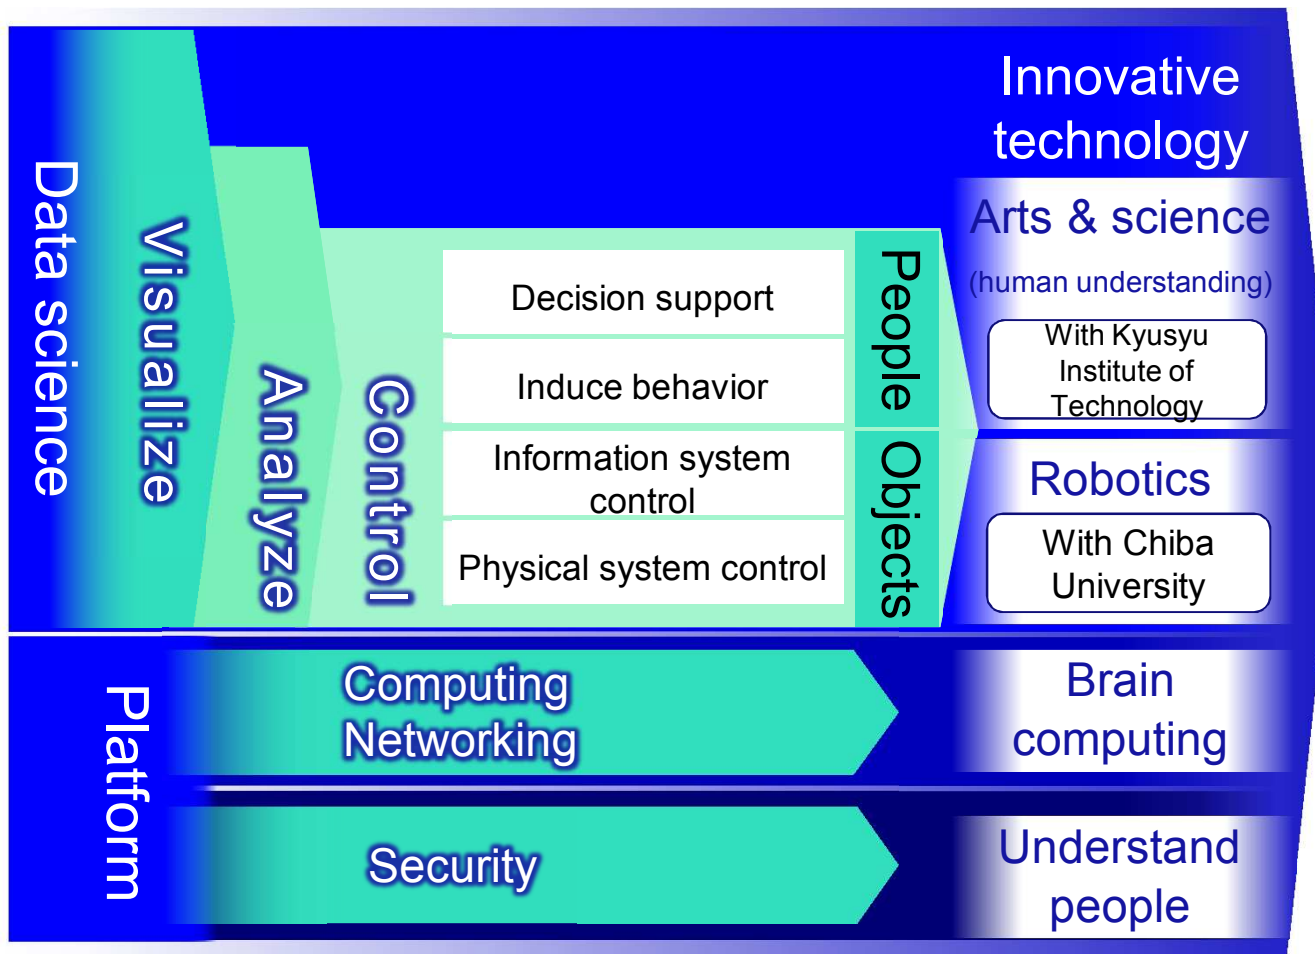 Data science
Visualize
Analyze
Control
Decision support
Induce behavior
Information system
control
Physical system control
People
Objects
Innovative
technology
Arts & science
(human understanding)
With Kyusyu
Institute of
Technology
Robotics
With Chiba
University
Platform
Computing
Networking
Brain
computing
Security
Understand
people